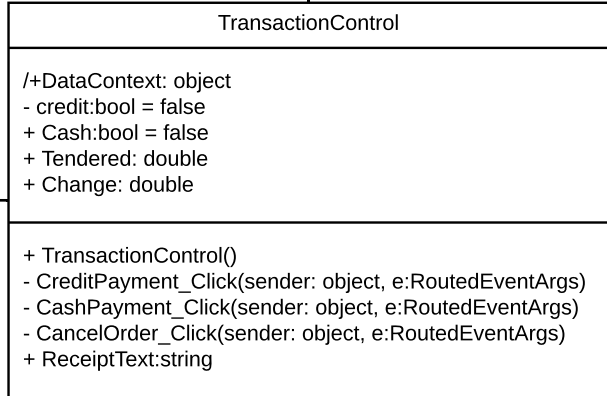 TransactionControl
/+DataContext: object
- credit:bool = false
+ Cash:bool = false
+ Tendered: double
+ Change: double
+ TransactionControl()
- CreditPayment_Click(sender: object, e:RoutedEventArgs)
- CashPayment_Click(sender: object, e:RoutedEventArgs)
- CancelOrder_Click(sender: object, e:RoutedEventArgs)
+ ReceiptText:string